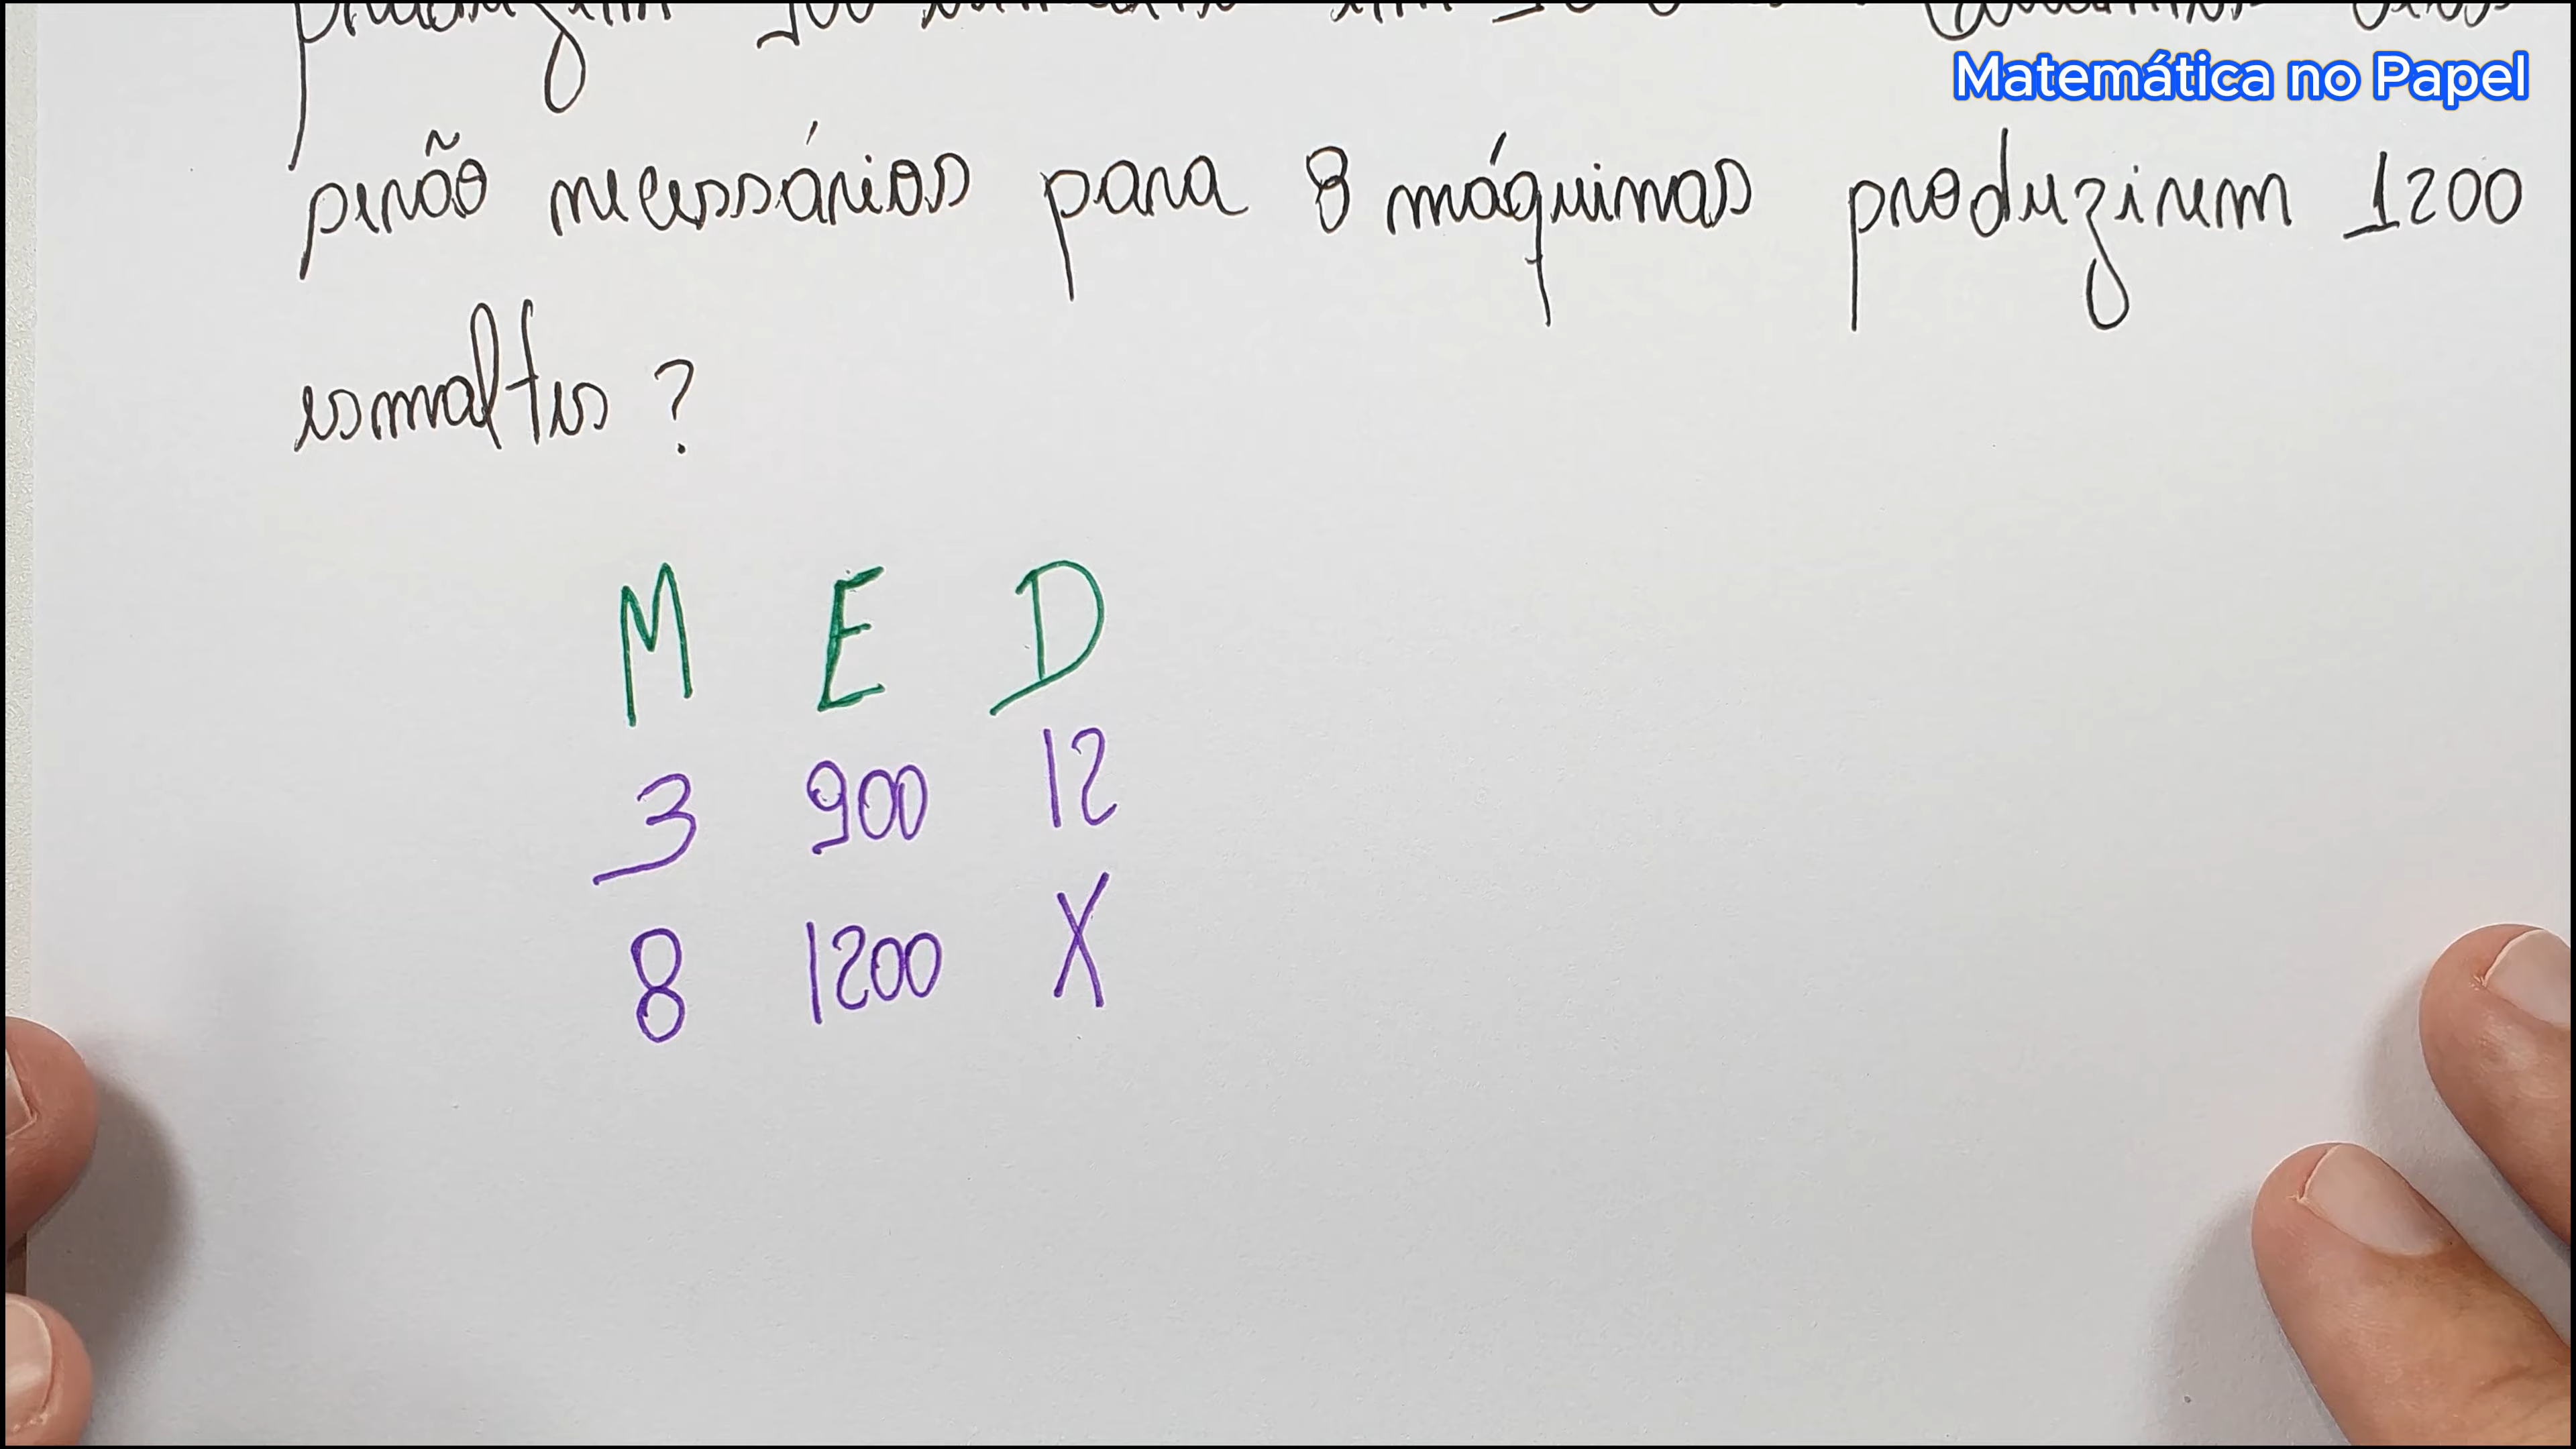 Matemática no Papel
serão necessários para 8 máquinas produzirem 1200
esmaltes?
M E D
3 900 12
8 1200 X